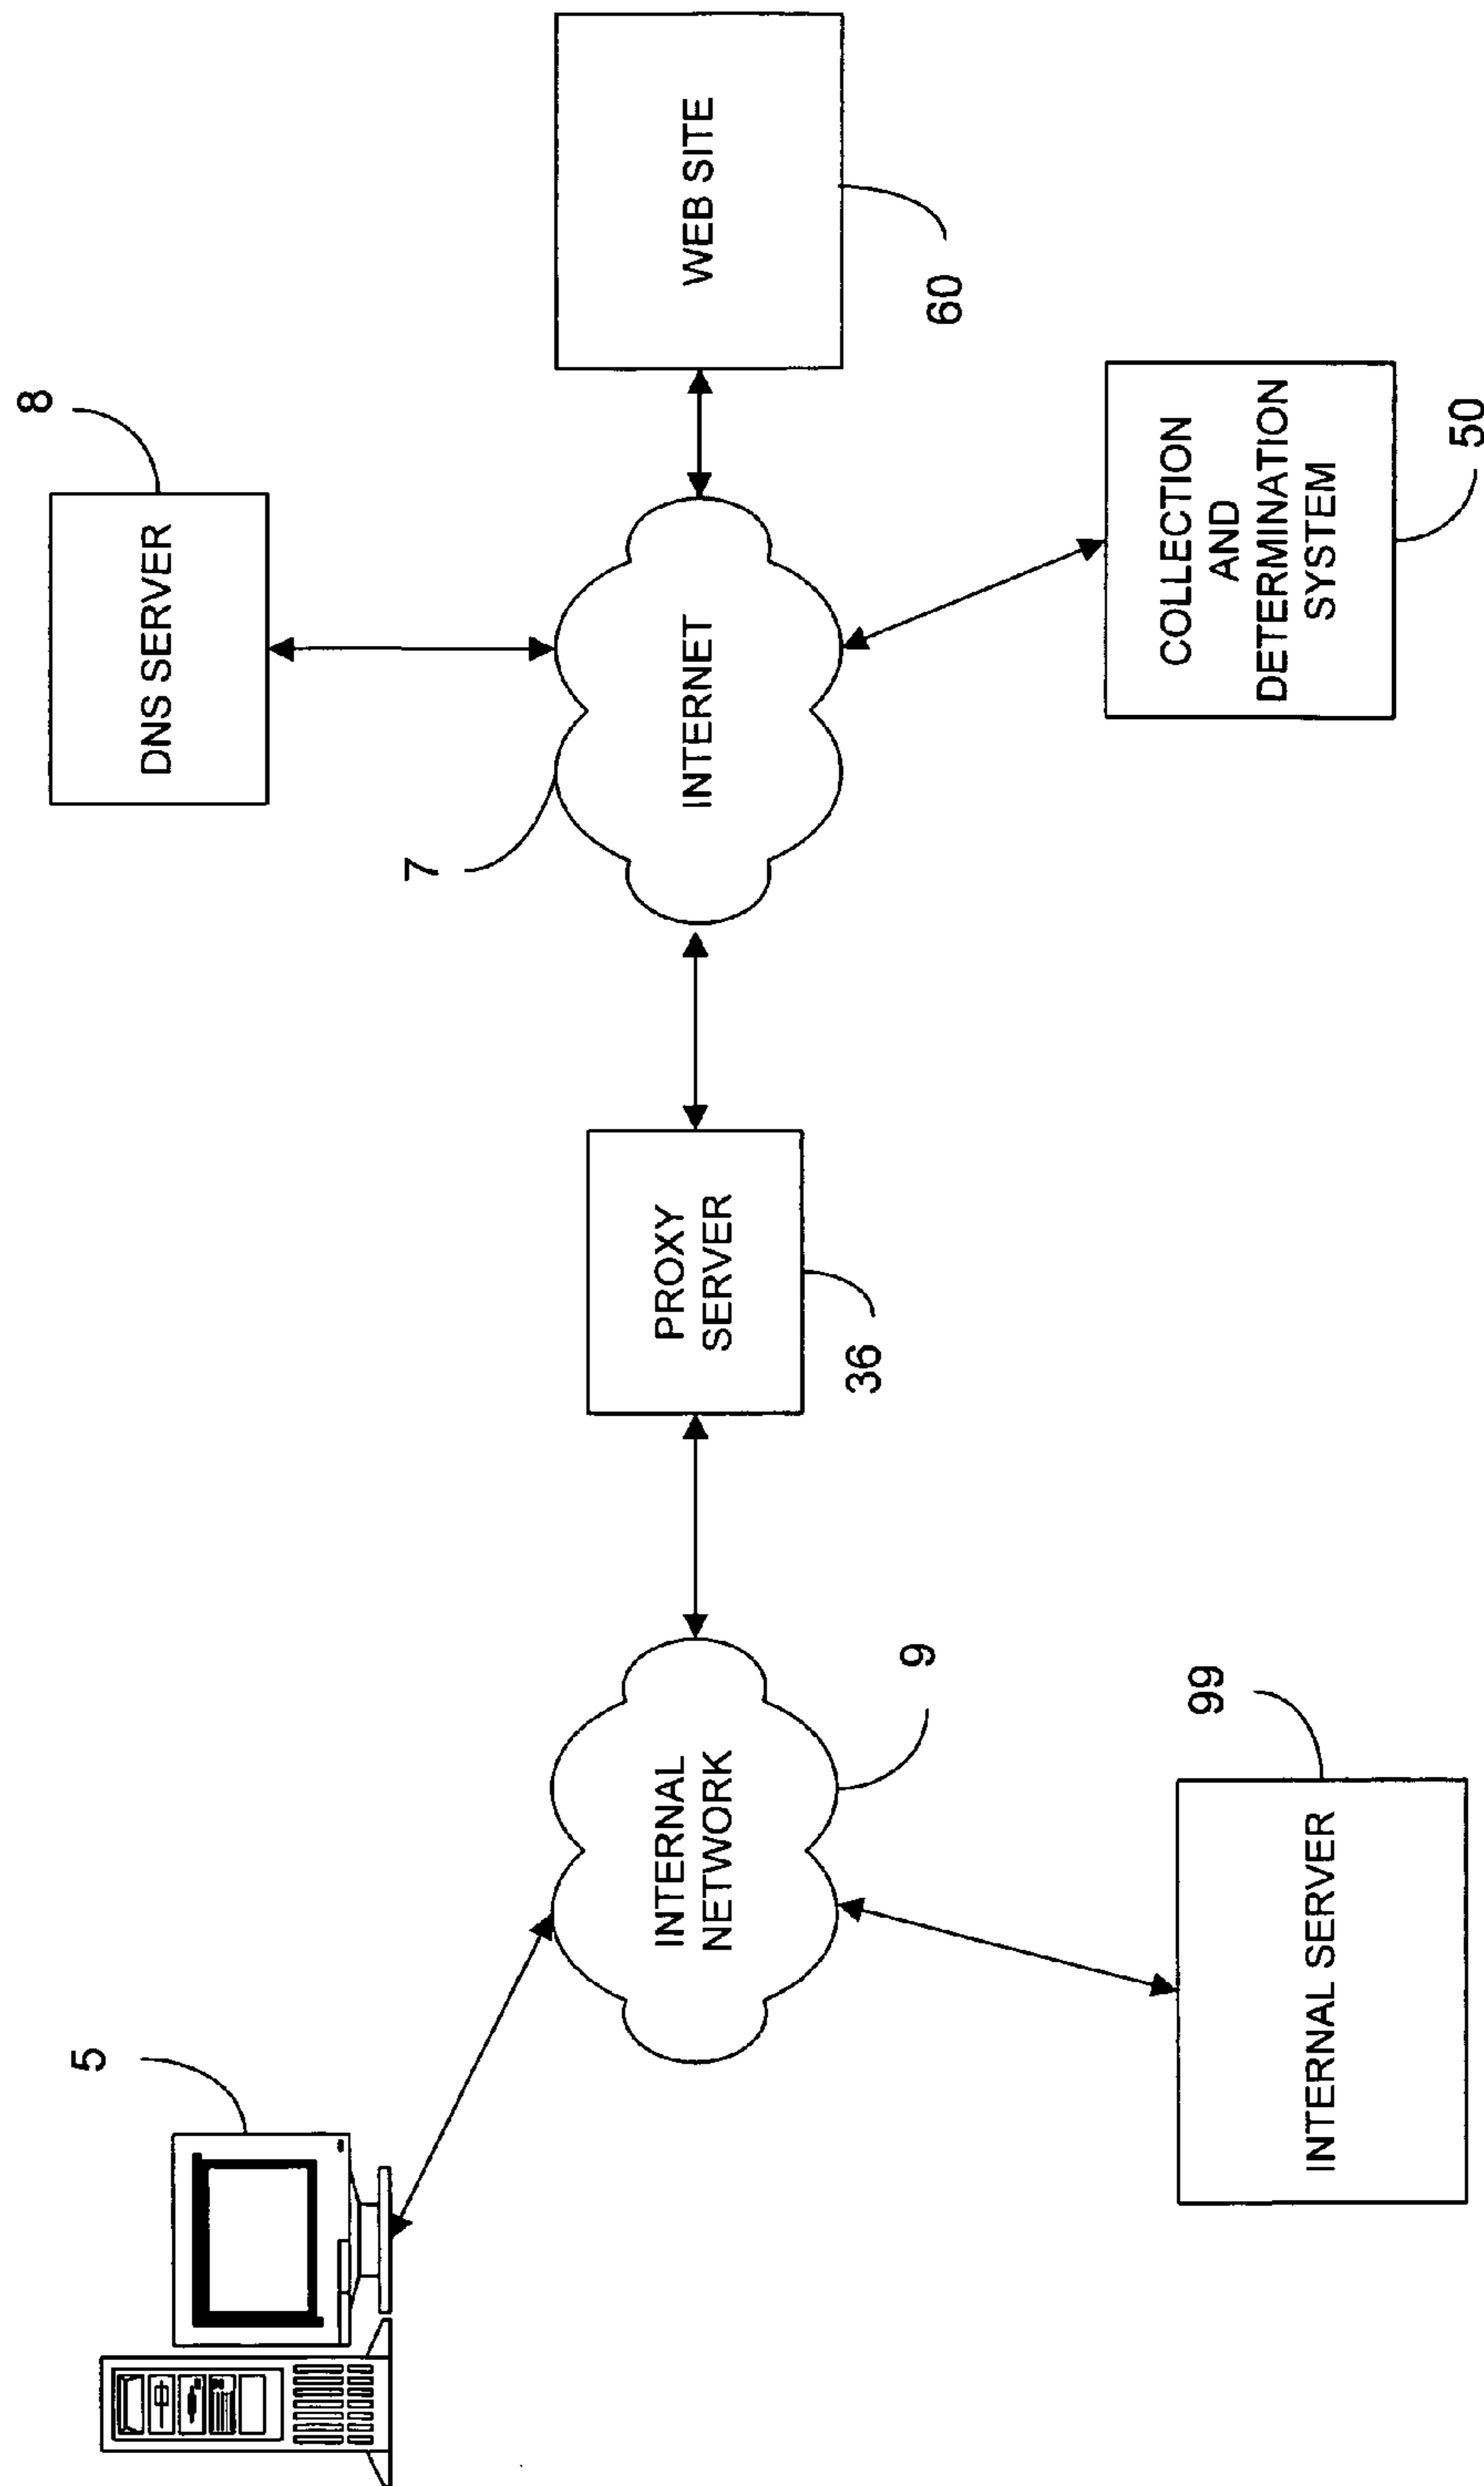 5
8
DNS SERVER
7
INTERNAL
NETWORK
9
PROXY
SERVER
36
INTERNET
WEB SITE
60
INTERNAL SERVER
99
COLLECTION
AND
DETERMINATION
SYSTEM
50